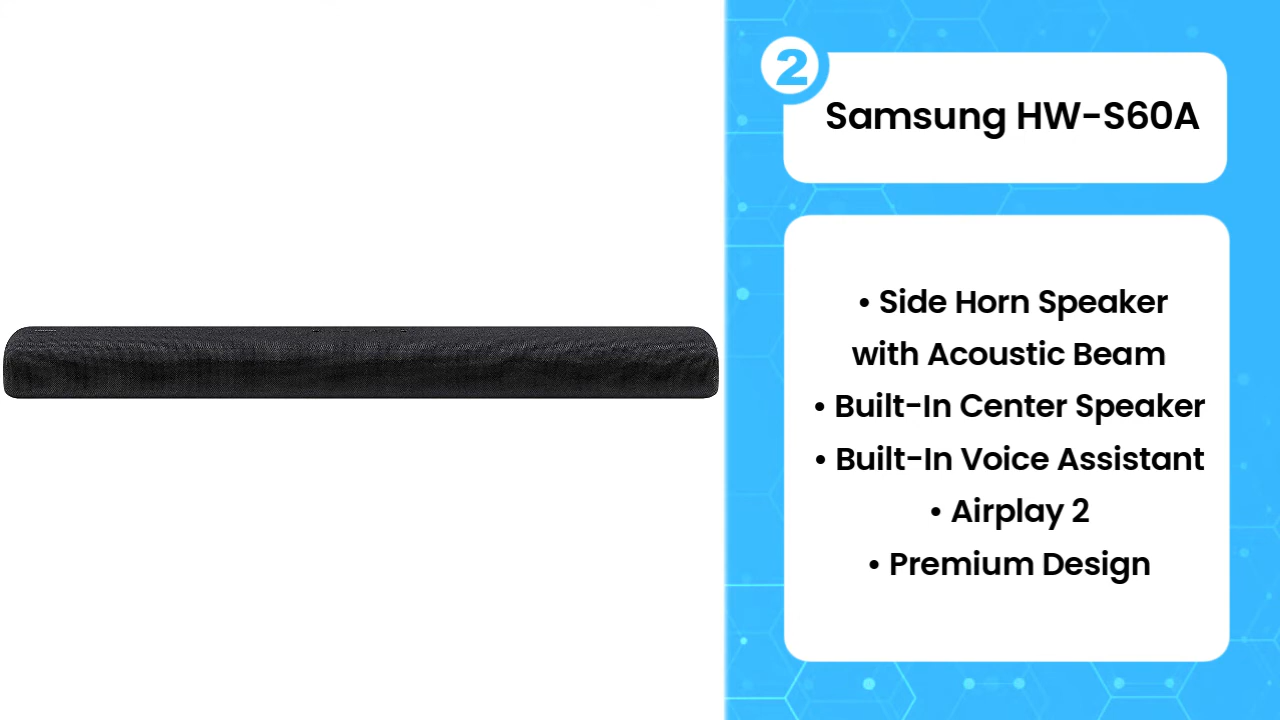 2
Samsung HW-S60A
• Side Horn Speaker
with Acoustic Beam
• Built-In Center Speaker
• Built-In Voice Assistant
• Airplay 2
• Premium Design